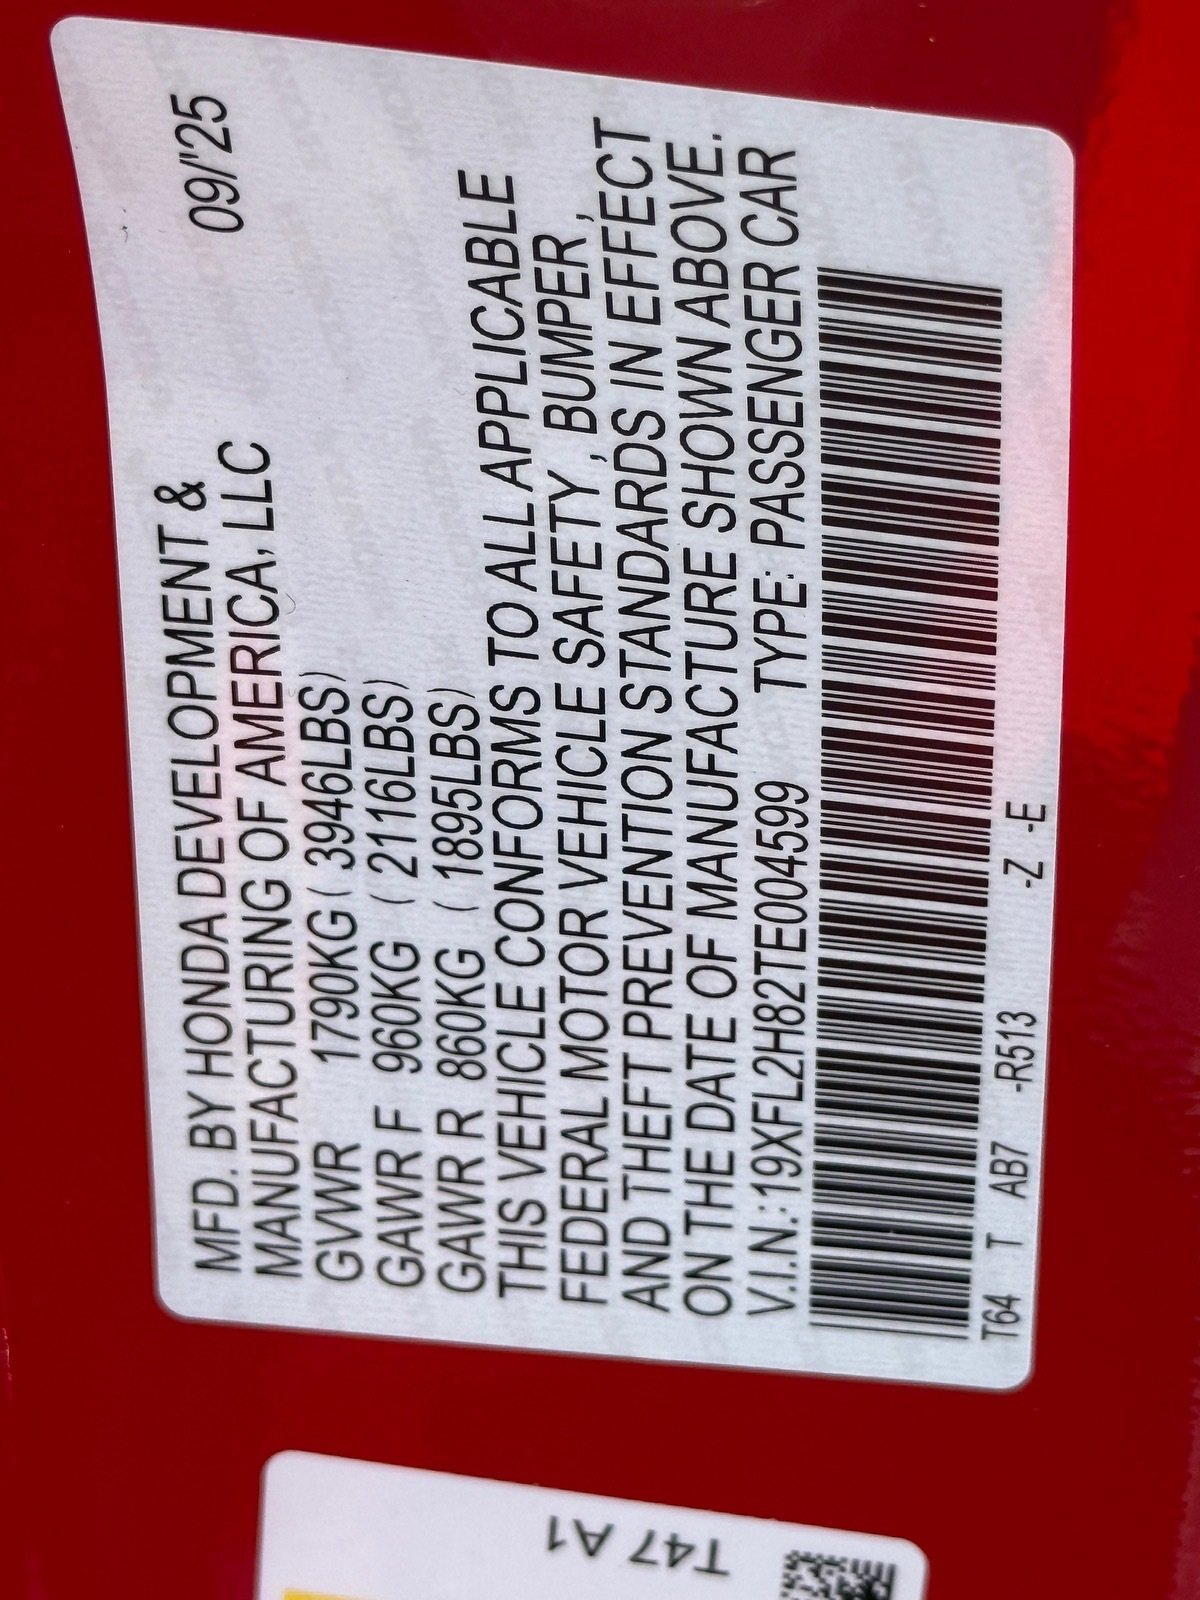 MFD. BY HONDA DEVELOPMENT & 09/'25
MANUFACTURING OF AMERICA, LLC
GVWR 1790KG ( 3946LBS)
GAWR F 960KG ( 2116LBS)
GAWR R 860KG ( 1895LBS)
THIS VEHICLE CONFORMS TO ALL APPLICABLE
FEDERAL MOTOR VEHICLE SAFETY, BUMPER,
AND THEFT PREVENTION STANDARDS IN EFFECT
ON THE DATE OF MANUFACTURE SHOWN ABOVE.
V.I.N.: 19XFL2H82TE004599 TYPE: PASSENGER CAR
T64 T AB7 -R513 -Z -E
T47 A1